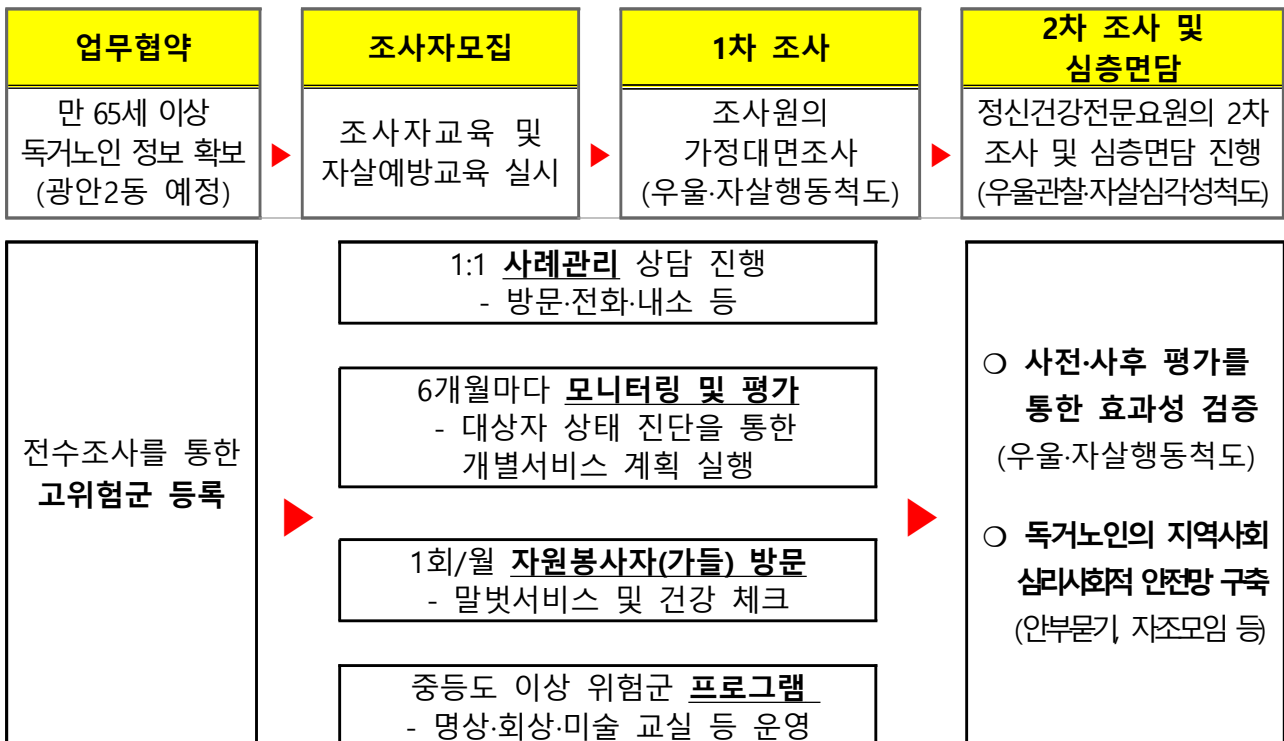 업무협약
만 65세 이상
독거노인 정보 확보
(광안2동 예정)
조사자모집
조사자교육 및
자살예방교육 실시
1차 조사
조사원의
가정대면조사
(우울·자살행동척도)
2차 조사 및
심층면담
정신건강전문요원의 2차
조사 및 심층면담 진행
(우울관찰·자살심각성척도)
전수조사를 통한
고위험군 등록
1:1 사례관리 상담 진행
- 방문·전화·내소 등
6개월마다 모니터링 및 평가
- 대상자 상태 진단을 통한
개별서비스 계획 실행
1회/월 자원봉사자(가들) 방문
- 말벗서비스 및 건강 체크
중등도 이상 위험군 프로그램
- 명상·회상·미술 교실 등 운영
❍ 사전·사후 평가를
통한 효과성 검증
(우울·자살행동척도)
❍ 독거노인의 지역사회
심리사회적 안전망 구축
(안부묻기, 자조모임 등)